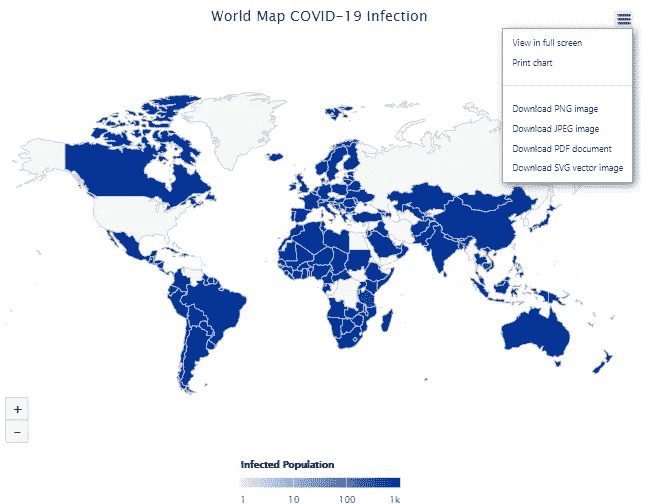 World Map COVID-19 Infection
View in full screen
Print chart
Download PNG image
Download JPEG image
Download PDF document
Download SVG vector image
+
−
Infected Population
1 10 100 1k